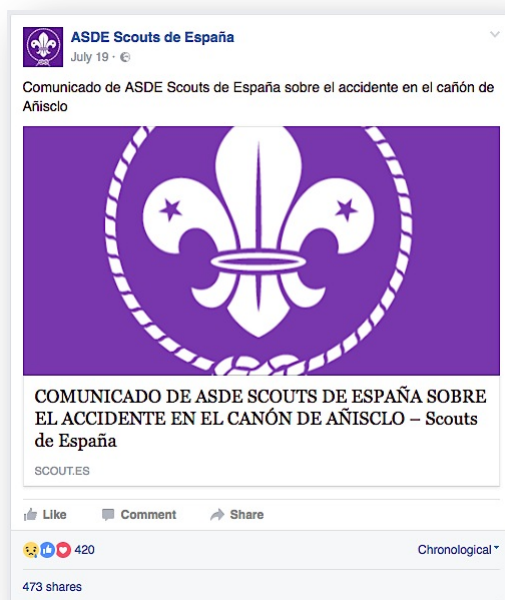 ASDE Scouts de España
July 19 ·
Comunicado de ASDE Scouts de España sobre el accidente en el cañón de
Añisclo
COMUNICADO DE ASDE SCOUTS DE ESPAÑA SOBRE
EL ACCIDENTE EN EL CANÓN DE AÑISCLO – Scouts
de España
SCOUT.ES
Like Comment Share
420 Chronological
473 shares